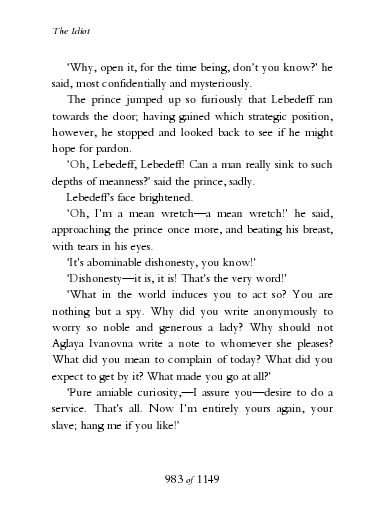 The Idiot
‘Why, open it, for the time being, don’t you know?’ he
said, most confidentially and mysteriously.
The prince jumped up so furiously that Lebedeff ran
towards the door; having gained which strategic position,
however, he stopped and looked back to see if he might
hope for pardon.
‘Oh, Lebedeff, Lebedeff! Can a man really sink to such
depths of meanness?’ said the prince, sadly.
Lebedeff’s face brightened.
‘Oh, I’m a mean wretch—a mean wretch!’ he said,
approaching the prince once more, and beating his breast,
with tears in his eyes.
‘It’s abominable dishonesty, you know!’
‘Dishonesty—it is, it is! That’s the very word!’
‘What in the world induces you to act so? You are
nothing but a spy. Why did you write anonymously to
worry so noble and generous a lady? Why should not
Aglaya Ivanovna write a note to whomever she pleases?
What did you mean to complain of today? What did you
expect to get by it? What made you go at all?’
‘Pure amiable curiosity,—I assure you—desire to do a
service. That’s all. Now I’m entirely yours again, your
slave; hang me if you like!’
983 of 1149